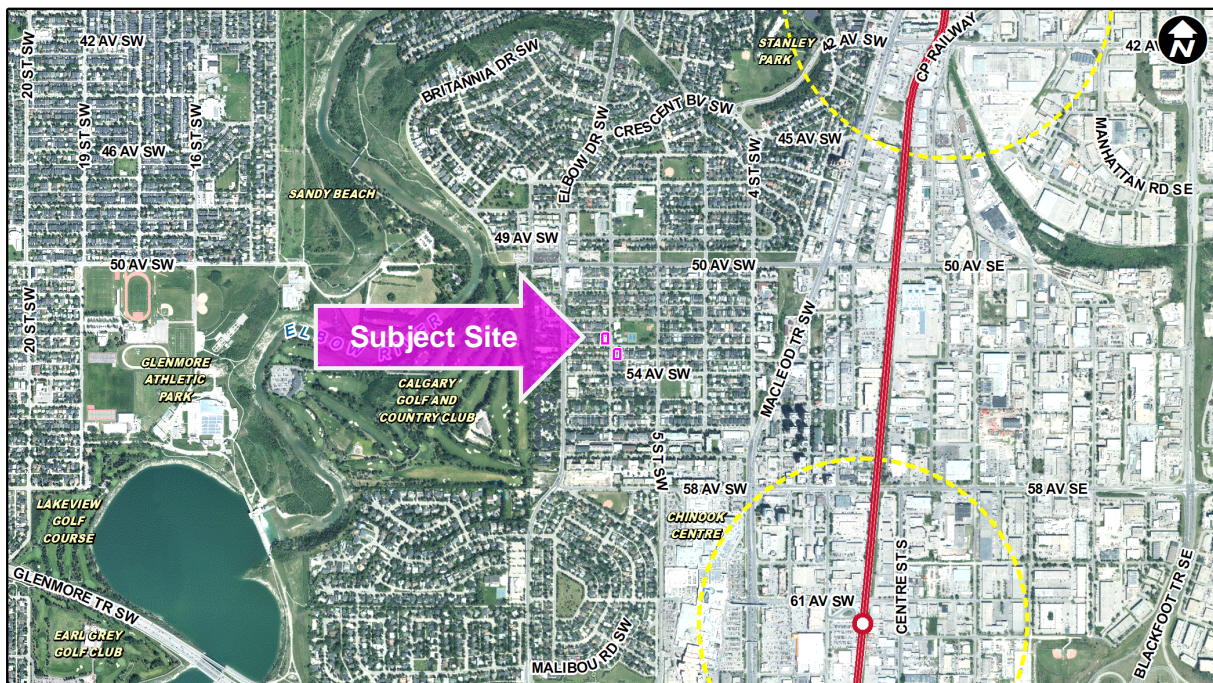 42 AV SW
20 ST SW
19 ST SW
16 ST SW
46 AV SW
BRITANNIA DR SW
ELBOW DR SW
CRESCENT BV SW
STANLEY
PARK
42 AV SW
CP RAILWAY
42 AV
N
45 AV SW
4 ST SW
MANHATTAN RD SE
SANDY BEACH
49 AV SW
50 AV SW
50 AV SW
50 AV SE
20 ST SW
ELBOW RIVER
Subject Site
GLENMORE
ATHLETIC
PARK
CALGARY
GOLF AND
COUNTRY CLUB
54 AV SW
MACLEOD TR SW
5 ST SW
58 AV SW
58 AV SE
CHINOOK
CENTRE
LAKEVIEW
GOLF
COURSE
GLENMORE TR SW
EARL GREY
GOLF CLUB
MALIBOU RD SW
61 AV SW
CENTRE ST S
BLACKFOOT TR SE